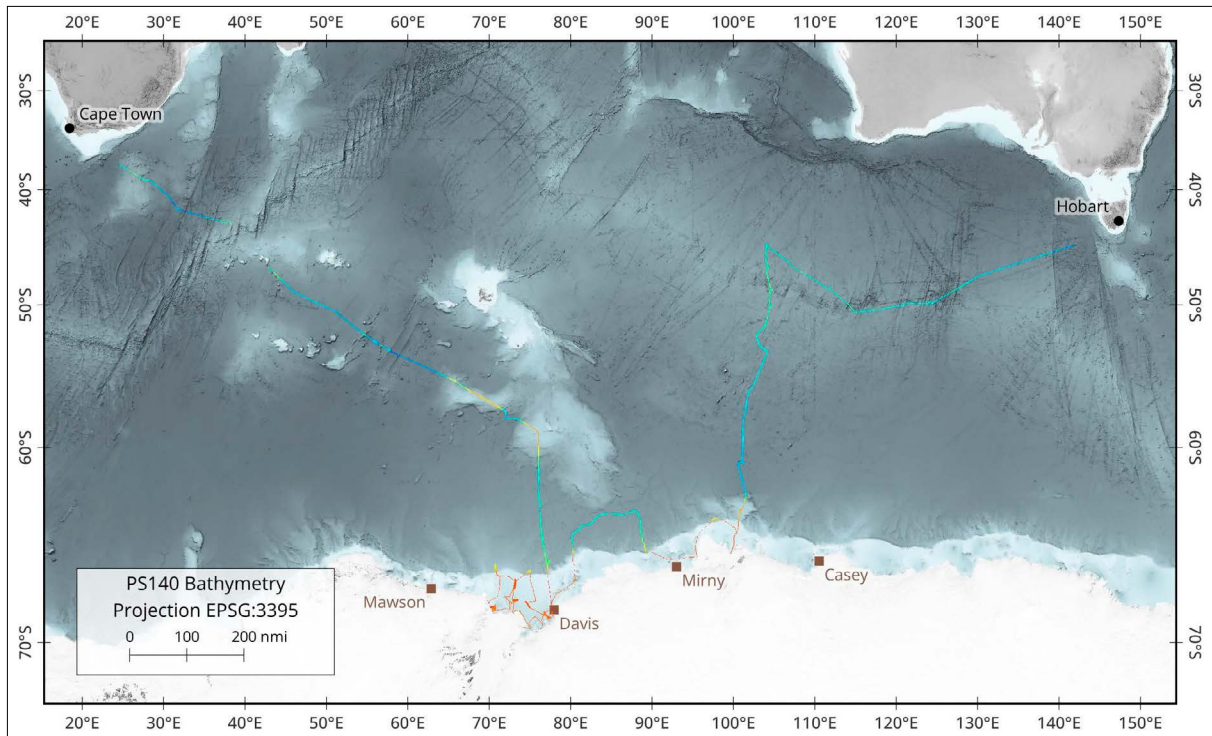 20°E 30°E 40°E 50°E 60°E 70°E 80°E 90°E 100°E 110°E 120°E 130°E 140°E 150°E
30°S 30°S
Cape Town
40°S 40°S
Hobart
50°S 50°S
60°S 60°S
Mirny
Casey
Mawson
Davis
PS140 Bathymetry
Projection EPSG:3395
0 100 200 nmi
70°S 70°S
20°E 30°E 40°E 50°E 60°E 70°E 80°E 90°E 100°E 110°E 120°E 130°E 140°E 150°E